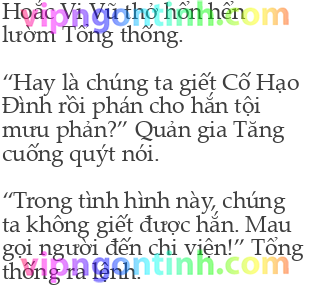 Hoắc Vi Vũ thở hổn hển
lườm Tổng thống.
“Hay là chúng ta giết Cố Hạo
Đình rồi phán cho hắn tội
mưu phản?” Quản gia Tăng
cuống quýt nói.
“Trong tình hình này, chúng
ta không giết được hắn. Mau
gọi người đến chi viện!” Tổng
thống ra lệnh.
vipngontinh.com
vipngontinh.com